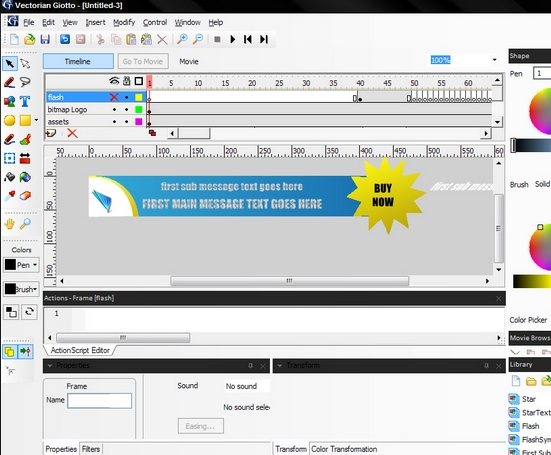 Vectorian Giotto - [Untitled-3]
File Edit View Insert Modify Control Window Help
Timeline Go To Movie Movie 100%
1 5 10 15 20 25 30 35 40 45 50 55 60
flash
bitmap Logo
assets
50 0 50 100 150 200 250 300 350 400 450 500 550 600
0
50
100
150
first sub message text goes here
FIRST MAIN MESSAGE TEXT GOES HERE
BUY
NOW
first sub mess
Colors
Pen
Brush
Actions - Frame [flash]
1
ActionScript Editor
Properties
Frame
Name
Sound No sound
No sound sele
Easing...
Properties Filters
Transform
Transform Color Transformation
Shape
Pen 1
Brush Solid
Color Picker
Movie Brows
Library
Star
StarText
Flash
FlashSym
First Sub